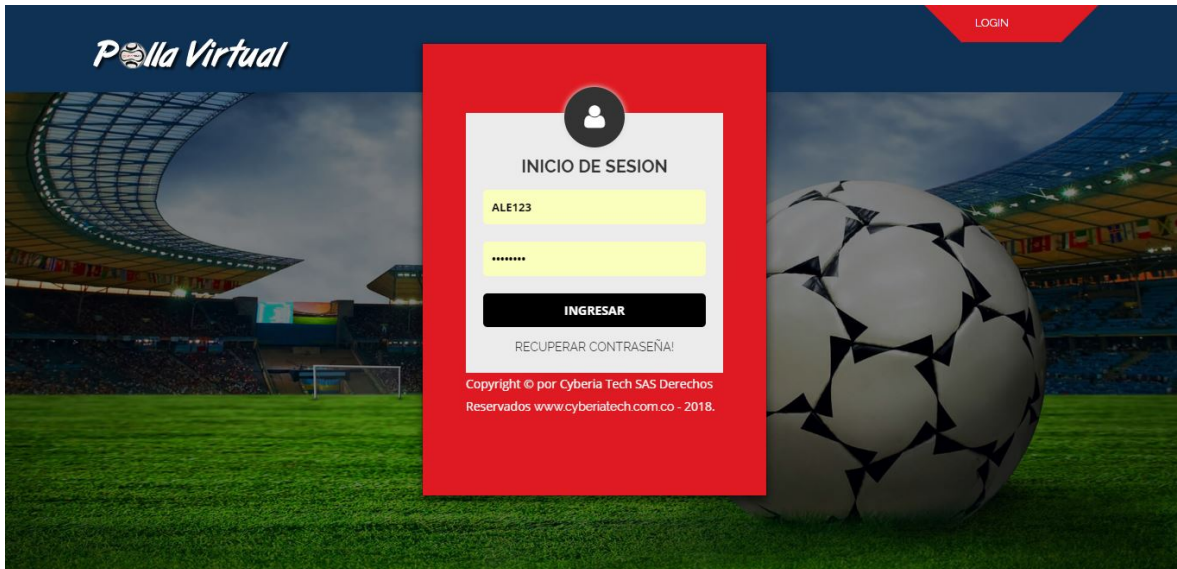 LOGIN
Polla Virtual
INICIO DE SESION
ALE123
••••••••
INGRESAR
RECUPERAR CONTRASEÑA!
Copyright © por Cyberia Tech SAS Derechos
Reservados www.cyberiatech.com.co - 2018.